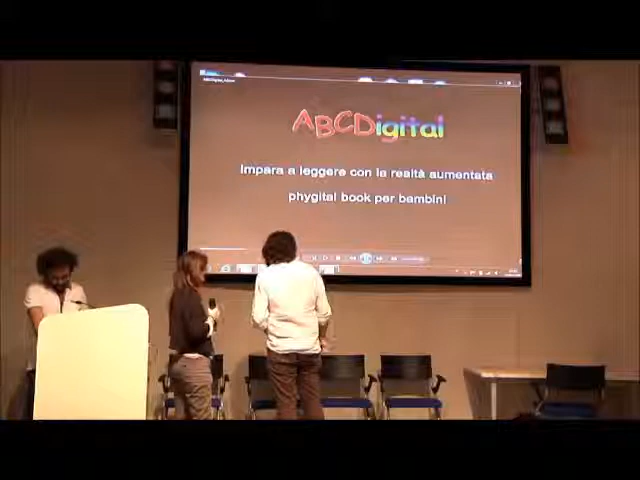 ABCDigital
Impara a leggere con la realtà aumentata
phygital book per bambini